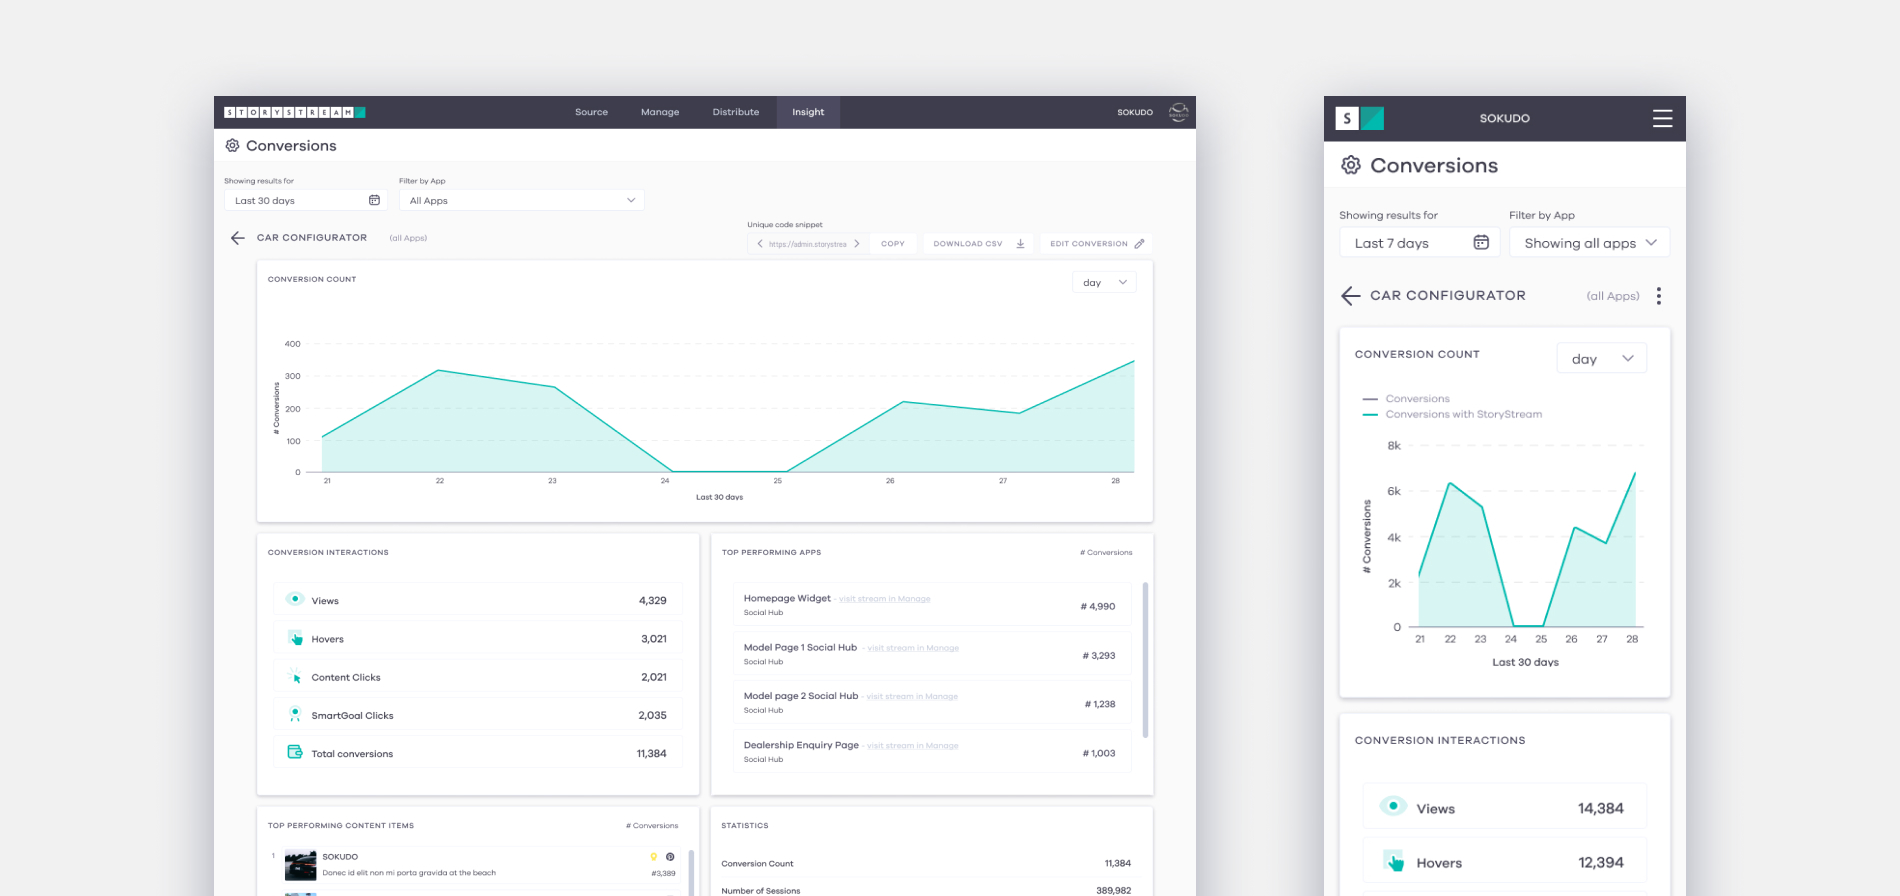 STORYSTREAM
Source
Manage
Distribute
Insight
SOKUDO
Conversions
Showing results for
Filter by App
Last 30 days
All Apps
CAR CONFIGURATOR
(all Apps)
Unique code snippet
https://admin.storystrea
COPY
DOWNLOAD CSV
EDIT CONVERSION
CONVERSION COUNT
day
400
300
200
100
0
# Conversions
21 22 23 24 25 26 27 28
Last 30 days
CONVERSION INTERACTIONS
Views 4,329
Hovers 3,021
Content Clicks 2,021
SmartGoal Clicks 2,035
Total conversions 11,384
TOP PERFORMING APPS # Conversions
Homepage Widget - visit stream in Manage
Social Hub
# 4,990
Model Page 1 Social Hub - visit stream in Manage
Social Hub
# 3,293
Model page 2 Social Hub - visit stream in Manage
Social Hub
# 1,238
Dealership Enquiry Page - visit stream in Manage
Social Hub
# 1,003
TOP PERFORMING CONTENT ITEMS # Conversions
1 SOKUDO
Donec id elit non mi porta gravida at the beach
#3,389
STATISTICS
Conversion Count 11,384
Number of Sessions 389,982
S
SOKUDO
Conversions
Showing results for
Filter by App
Last 7 days
Showing all apps
CAR CONFIGURATOR
(all Apps)
CONVERSION COUNT
day
Conversions
Conversions with StoryStream
8k
6k
4k
2k
0
# Conversions
21 22 23 24 25 26 27 28
Last 30 days
CONVERSION INTERACTIONS
Views 14,384
Hovers 12,394